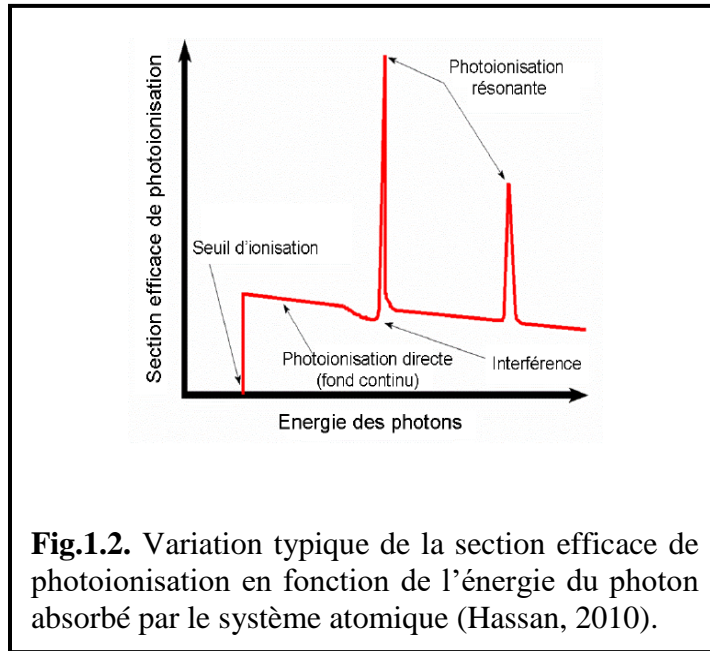 Section efficace de photoionisation
Photoionisation
résonante
Seuil d'ionisation
Photoionisation directe
(fond continu)
Interférence
Energie des photons
Fig.1.2. Variation typique de la section efficace de
photoionisation en fonction de l'énergie du photon
absorbé par le système atomique (Hassan, 2010).